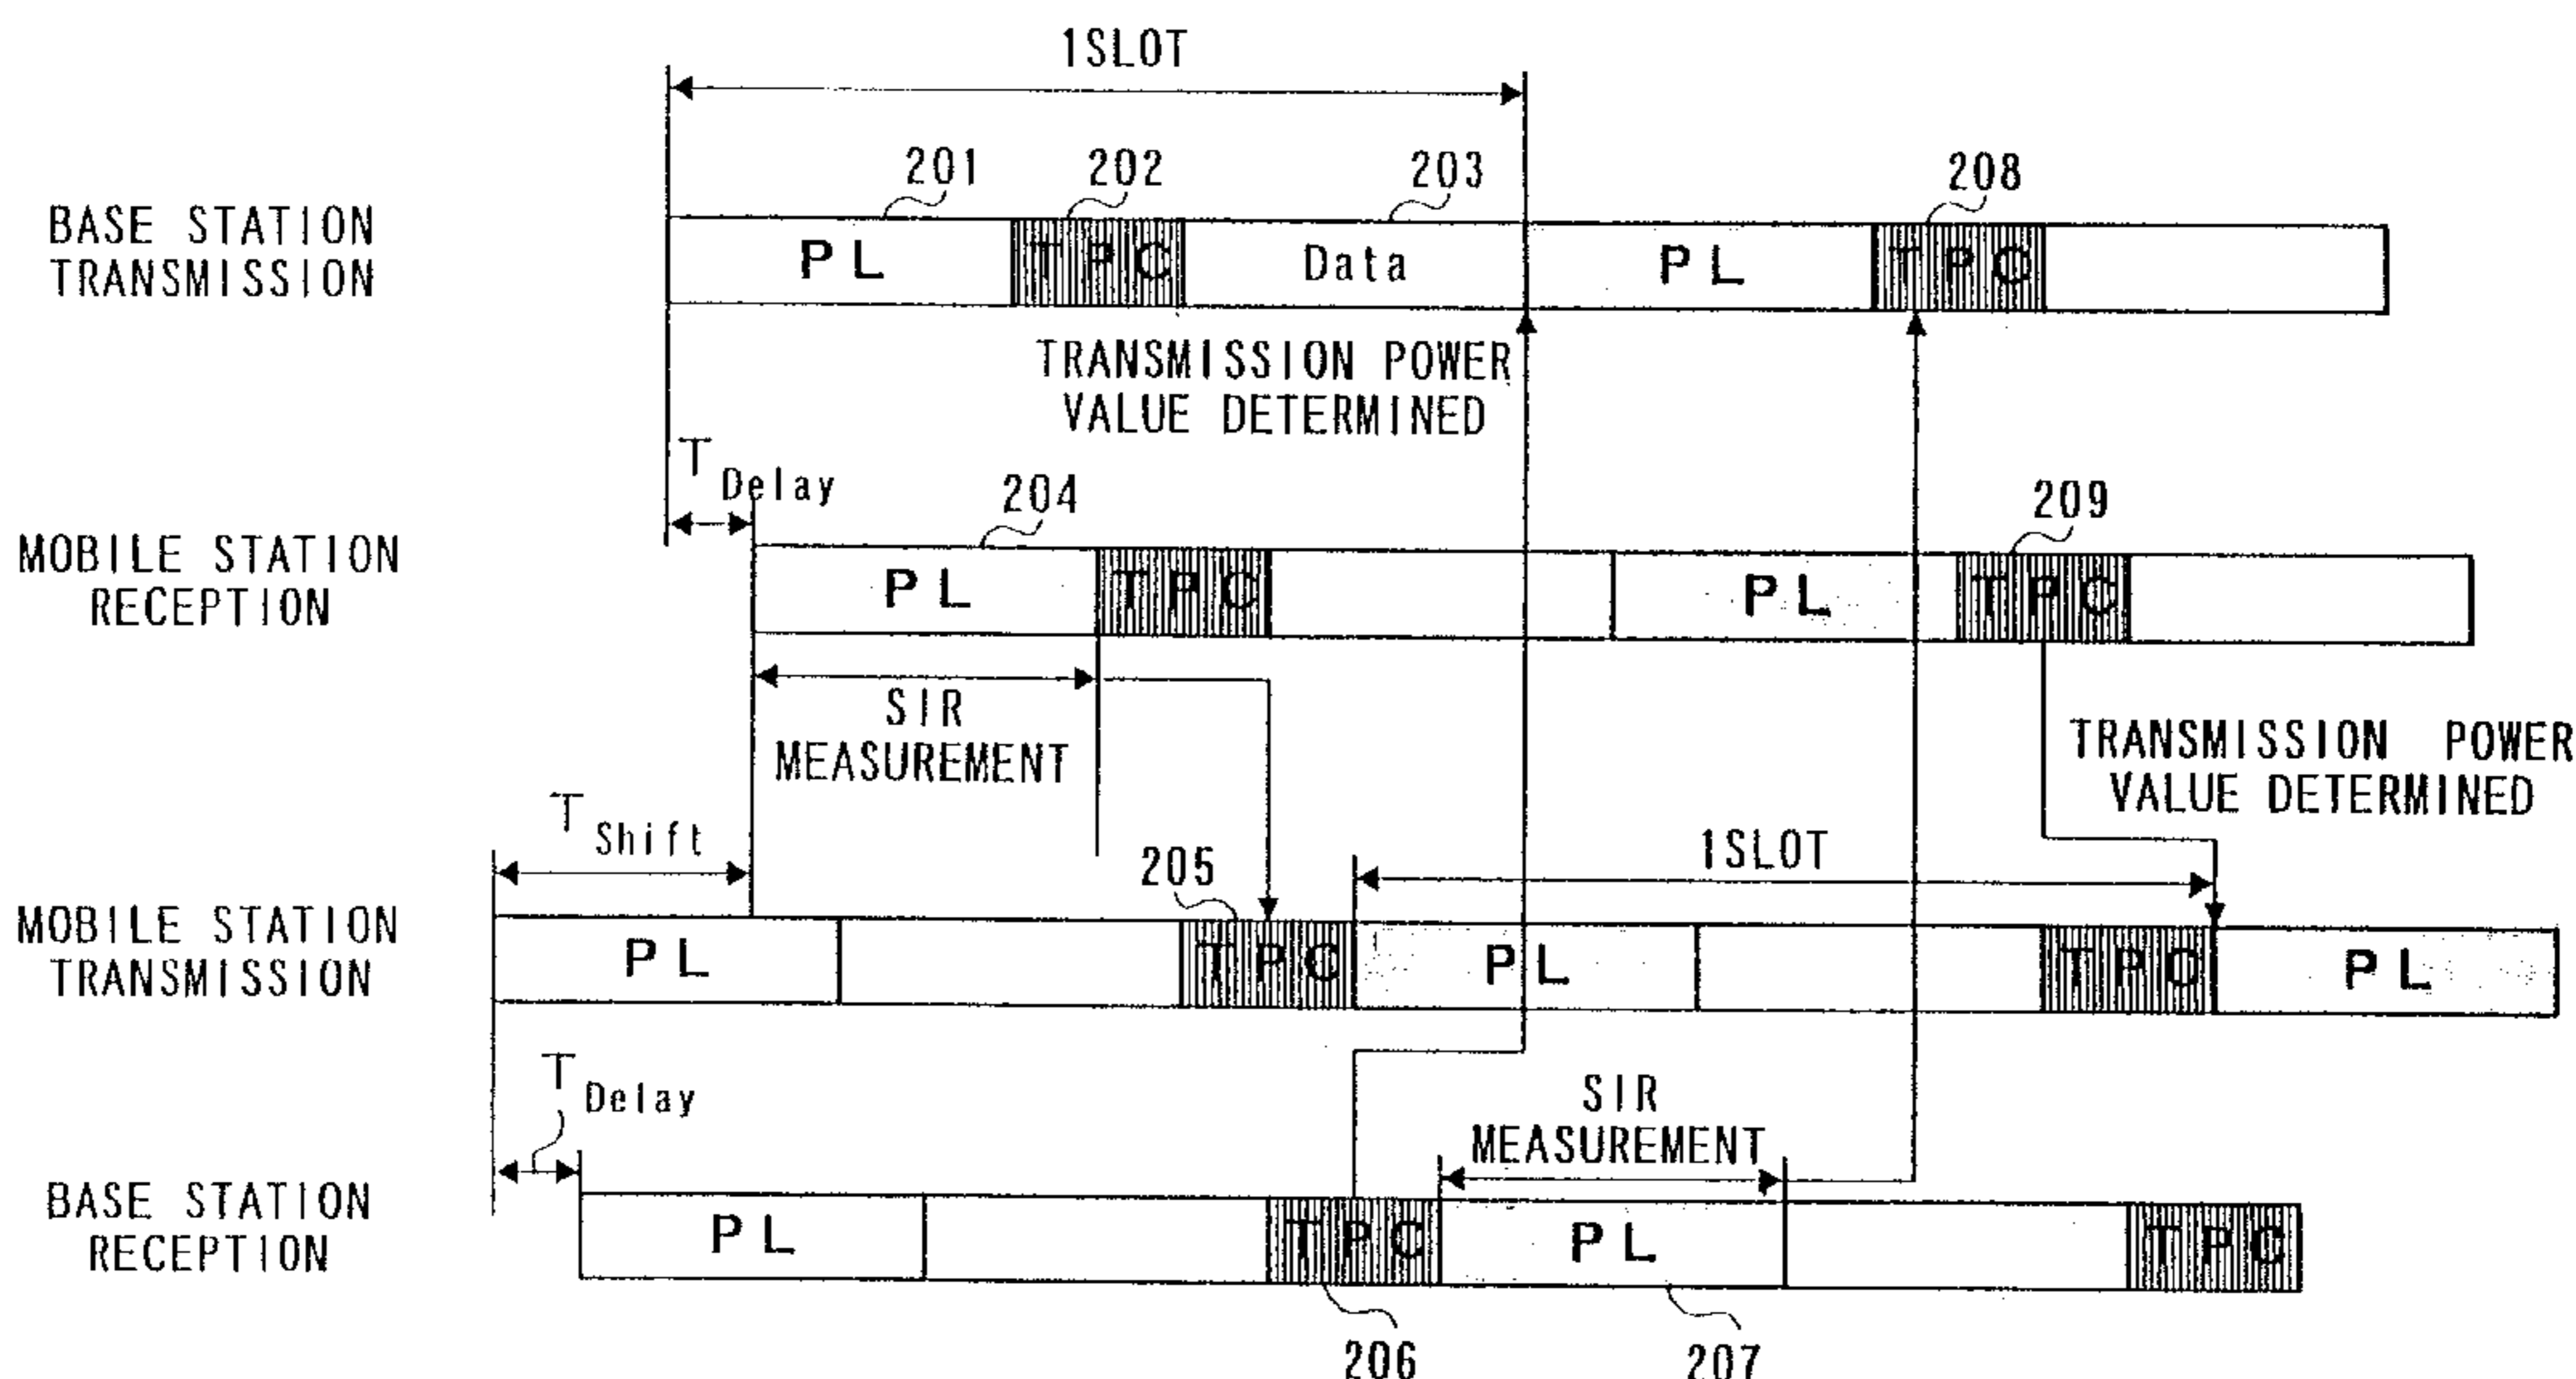 1SLOT
201
202
203
208
BASE STATION
TRANSMISSION
PL
TPC
Data
PL
TPC
TRANSMISSION POWER
VALUE DETERMINED
T Delay
204
209
MOBILE STATION
RECEPTION
PL
TPC
PL
TPC
SIR
MEASUREMENT
TRANSMISSION POWER
VALUE DETERMINED
T Shift
205
1SLOT
MOBILE STATION
TRANSMISSION
PL
TPC
PL
TPC
PL
T Delay
SIR
MEASUREMENT
BASE STATION
RECEPTION
PL
TPC
PL
TPC
206
207